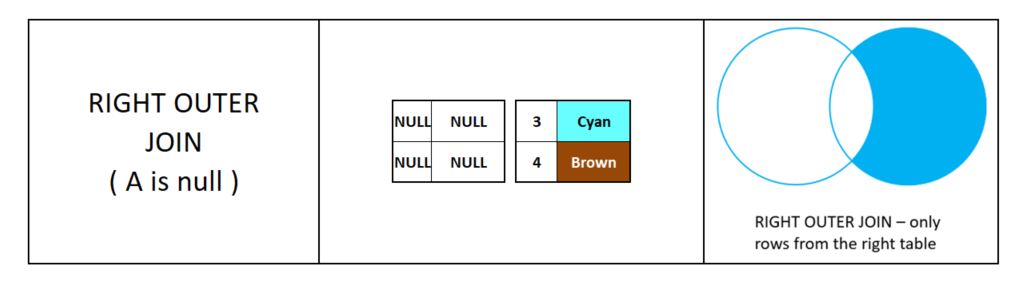 RIGHT OUTER
JOIN
( A is null )
NULL NULL 3 Cyan
NULL NULL 4 Brown
RIGHT OUTER JOIN – only
rows from the right table